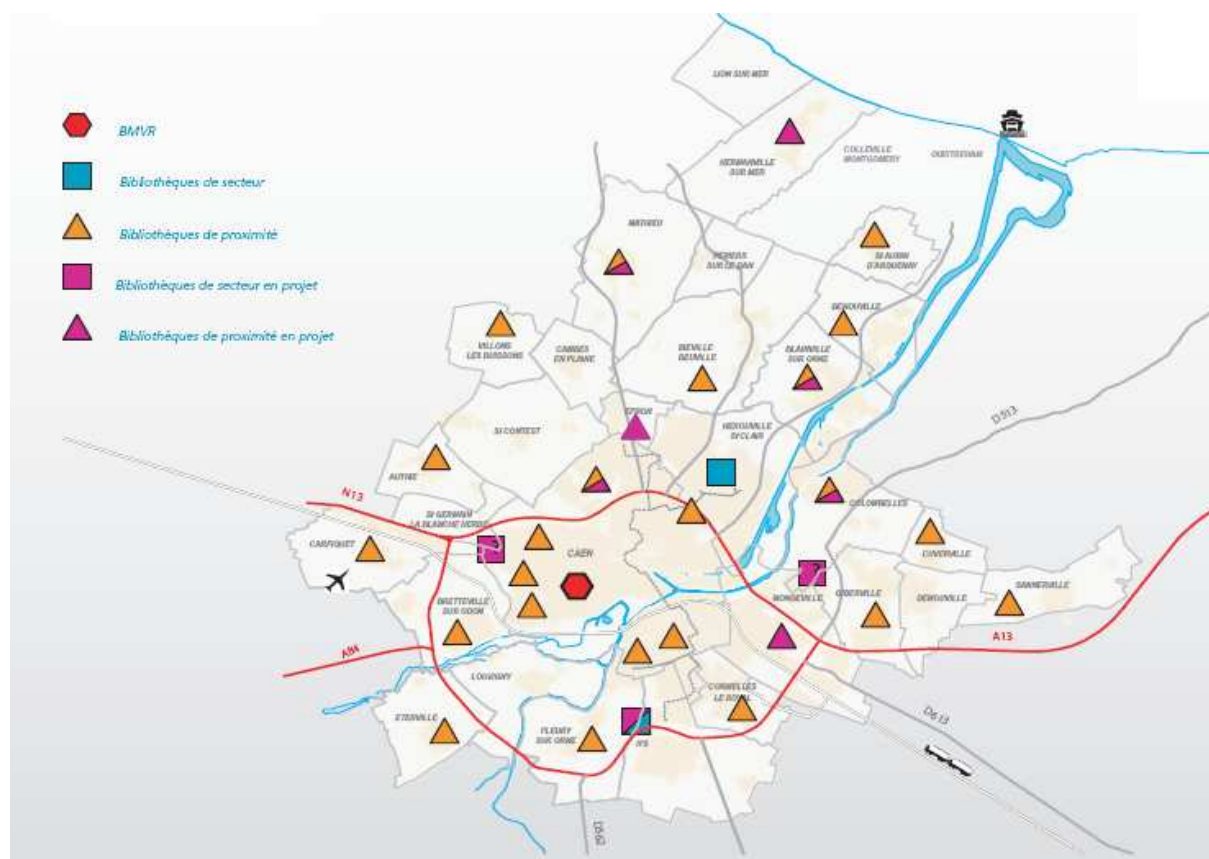 BMVR
Bibliothèques de secteur
Bibliothèques de proximité
Bibliothèques de secteur en projet
Bibliothèques de proximité en projet
LION SUR MER
HERMANVILLE
SUR MER
COLLEVILLE
MONTGOMERY
OUISTREHAM
MATHIEU
PERIERS
SUR LE DAN
ST AUBIN
D'ARQUENAY
BENOUVILLE
VILLONS
LES BUISSONS
CAMBES
EN PLAINE
BIEVILLE
BEUVILLE
BLAINVILLE
SUR ORNE
EPRON
HEROUVILLE
ST CLAIR
ST CONTEST
AUTHIE
D513
N13
ST GERMAIN
LA BLANCHE HERBE
COLOMBELLES
CARPIQUET
CAEN
CUVERVILLE
?
?
BRETTEVILLE
SUR ODON
MONDEVILLE
GIBERVILLE
DEMOUVILLE
SANNERVILLE
A13
A84
LOUVIGNY
CORMELLES
LE ROYAL
ETERVILLE
FLEURY
SUR ORNE
IFS
D613
D562